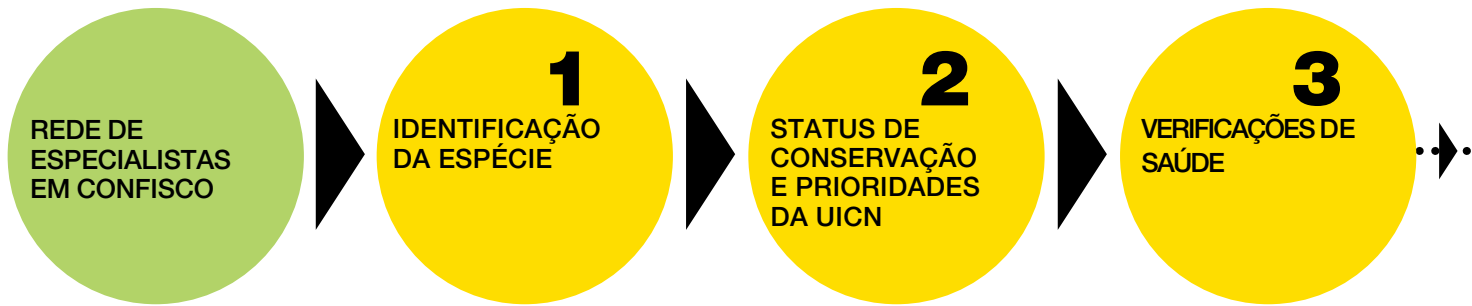 REDE DE
ESPECIALISTAS
EM CONFISCO
1
IDENTIFICAÇÃO
DA ESPÉCIE
2
STATUS DE
CONSERVAÇÃO
E PRIORIDADES
DA UICN
3
VERIFICAÇÕES DE
SAÚDE